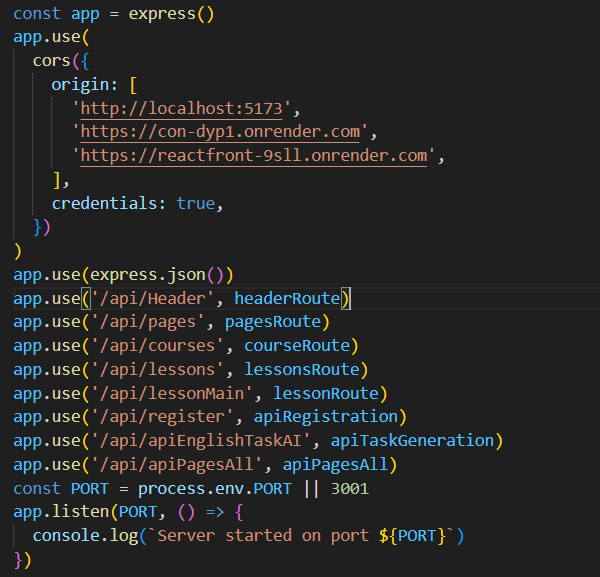 const app = express()
app.use(
  cors({
    origin: [
      'http://localhost:5173',
      'https://con-dyp1.onrender.com',
      'https://reactfront-9sll.onrender.com',
    ],
    credentials: true,
  })
)
app.use(express.json())
app.use('/api/Header', headerRoute)
app.use('/api/pages', pagesRoute)
app.use('/api/courses', courseRoute)
app.use('/api/lessons', lessonsRoute)
app.use('/api/lessonMain', lessonRoute)
app.use('/api/register', apiRegistration)
app.use('/api/apiEnglishTaskAI', apiTaskGeneration)
app.use('/api/apiPagesAll', apiPagesAll)
const PORT = process.env.PORT || 3001
app.listen(PORT, () => {
  console.log(`Server started on port ${PORT}`)
})